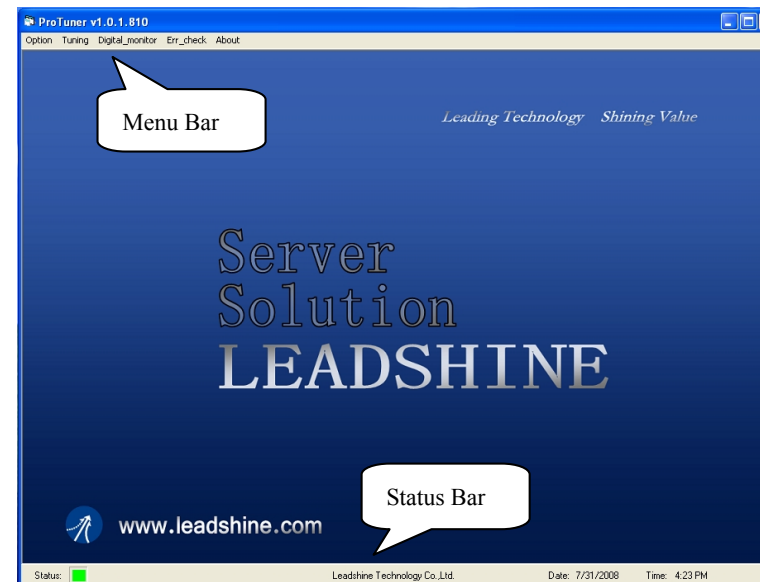 ProTuner v1.0.1.810
Option Tuning Digital_monitor Err_check About
Menu Bar
Leading Technology Shining Value
Server
Solution
LEADSHINE
Status Bar
www.leadshine.com
Status: Leadshine Technology Co.,Ltd. Date: 7/31/2008 Time: 4:23 PM